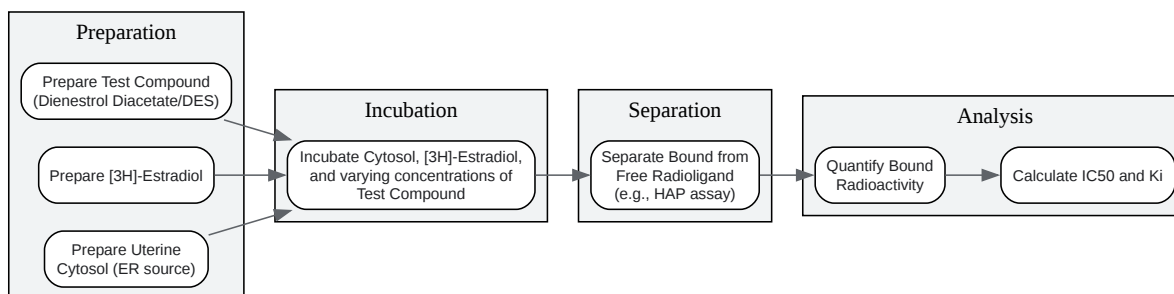 Preparation
Prepare Test Compound
(Dienestrol Diacetate/DES)
Prepare [3H]-Estradiol
Prepare Uterine
Cytosol (ER source)
Incubation
Incubate Cytosol, [3H]-Estradiol,
and varying concentrations of
Test Compound
Separation
Separate Bound from
Free Radioligand
(e.g., HAP assay)
Analysis
Quantify Bound
Radioactivity
Calculate IC50 and Ki